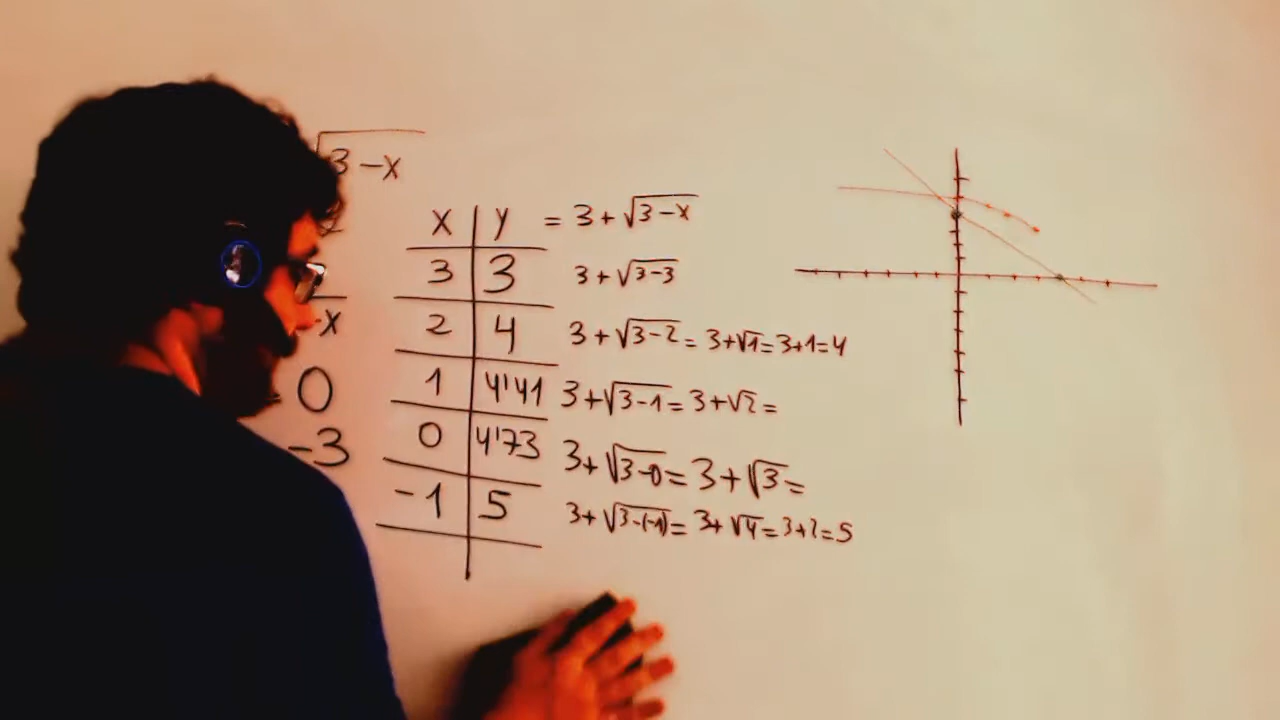 √3-x
x | y = 3+√3-x
3 | 3 3+√3-3
2 | 4 3+√3-2 = 3+√1=3+1=4
-x
1 | 4'41 3+√3-1 = 3+√2 =
0
0 | 4'73 3+√3-0 = 3+√3 =
-3
-1 | 5 3+√3-(-1) = 3+√4=3+2=5